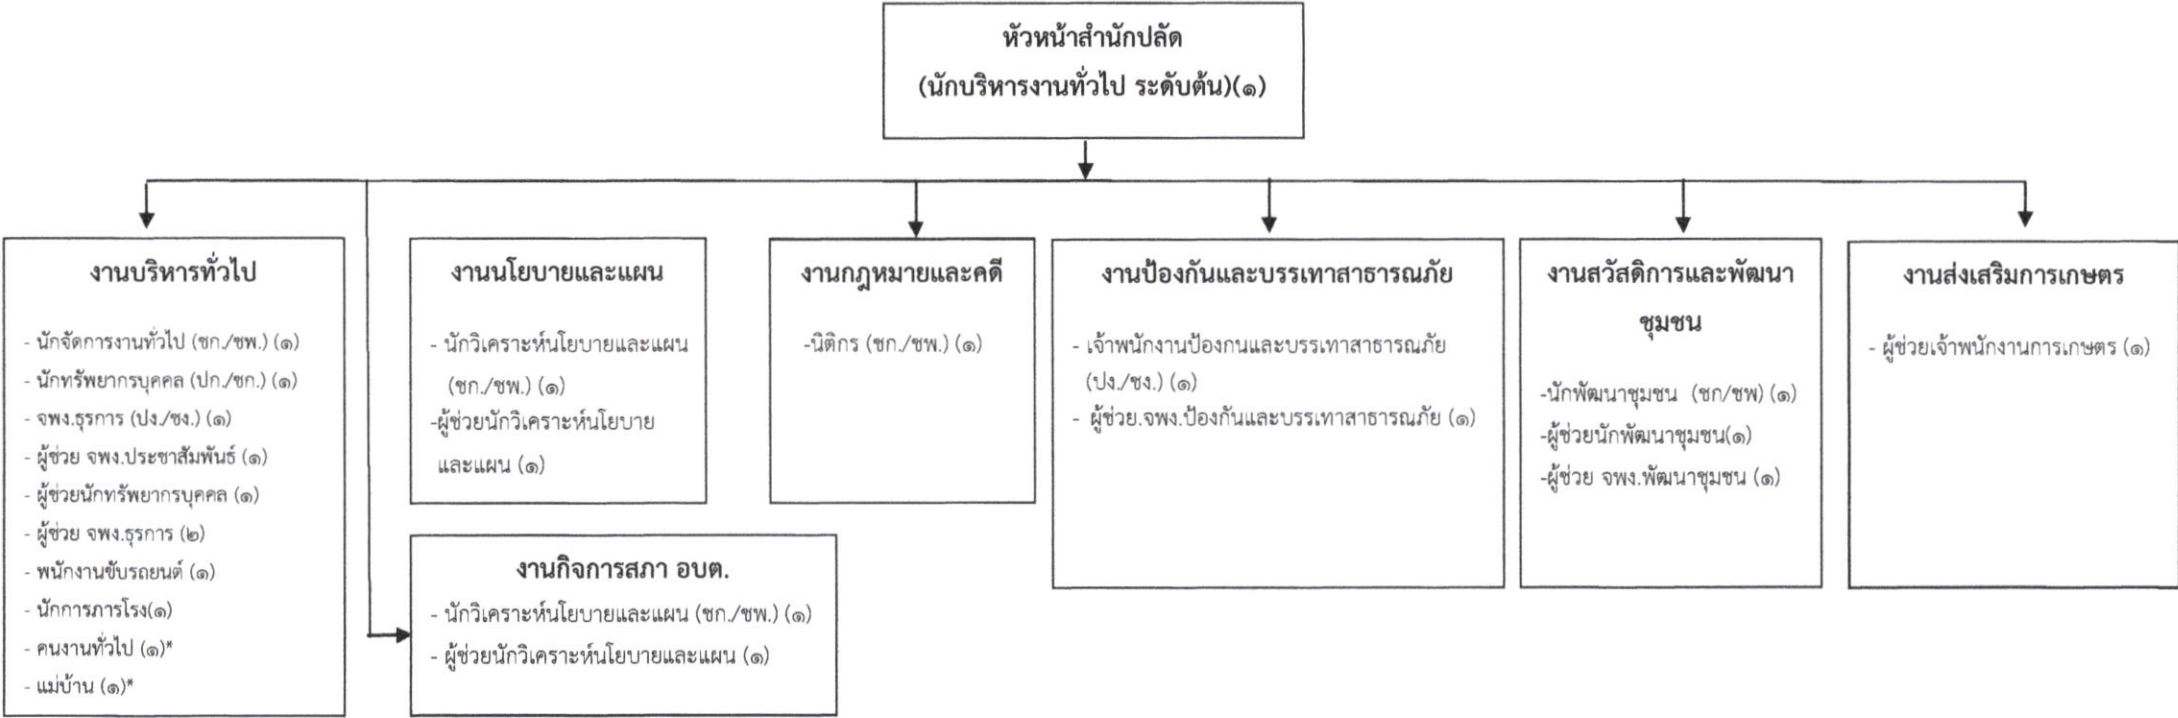 หัวหน้าสำนักปลัด
(นักบริหารงานทั่วไป ระดับต้น)(๑)
งานบริหารทั่วไป
- นักจัดการงานทั่วไป (ชก./ชพ.) (๑)
- นักทรัพยากรบุคคล (ปก./ชก.) (๑)
- จพง.ธุรการ (ปง./ชง.) (๑)
- ผู้ช่วย จพง.ประชาสัมพันธ์ (๑)
- ผู้ช่วยนักทรัพยากรบุคคล (๑)
- ผู้ช่วย จพง.ธุรการ (๒)
- พนักงานขับรถยนต์ (๑)
- นักการภารโรง(๑)
- คนงานทั่วไป (๑)*
- แม่บ้าน (๑)*
งานนโยบายและแผน
- นักวิเคราะห์นโยบายและแผน
(ชก./ชพ.) (๑)
-ผู้ช่วยนักวิเคราะห์นโยบาย
และแผน (๑)
งานกิจการสภา อบต.
- นักวิเคราะห์นโยบายและแผน (ชก./ชพ.) (๑)
- ผู้ช่วยนักวิเคราะห์นโยบายและแผน (๑)
งานกฎหมายและคดี
-นิติกร (ชก./ชพ.) (๑)
งานป้องกันและบรรเทาสาธารณภัย
- เจ้าพนักงานป้องกนและบรรเทาสาธารณภัย
(ปง./ชง.) (๑)
- ผู้ช่วย.จพง.ป้องกันและบรรเทาสาธารณภัย (๑)
งานสวัสดิการและพัฒนา
ชุมชน
-นักพัฒนาชุมชน (ชก/ชพ) (๑)
-ผู้ช่วยนักพัฒนาชุมชน(๑)
-ผู้ช่วย จพง.พัฒนาชุมชน (๑)
งานส่งเสริมการเกษตร
- ผู้ช่วยเจ้าพนักงานการเกษตร (๑)